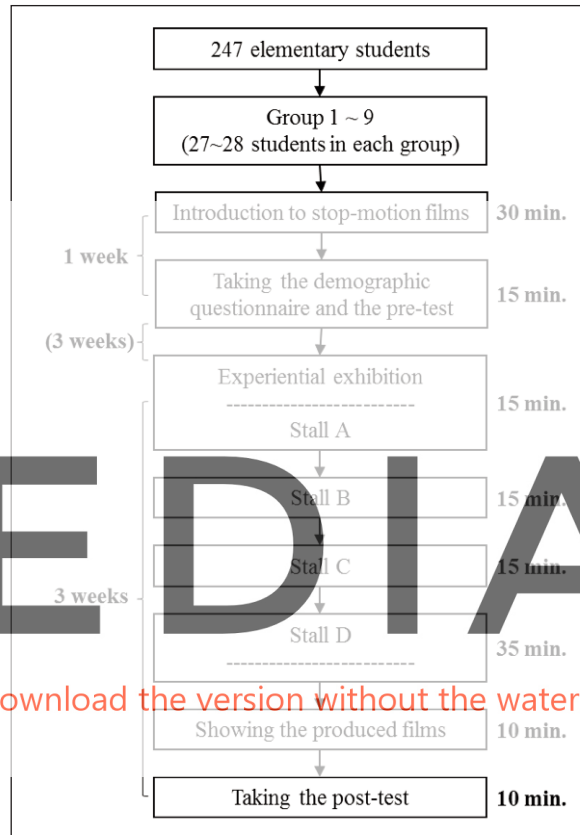 247 elementary students
Group 1 ~ 9
(27~28 students in each group)
Introduction to stop-motion films 30 min.
1 week
Taking the demographic
questionnaire and the pre-test 15 min.
(3 weeks)
Experiential exhibition
15 min.
Stall A
EDIA
Stall B 15 min.
Stall C 15 min.
3 weeks
Stall D
35 min.
ownload the version without the water
Showing the produced films 10 min.
Taking the post-test 10 min.